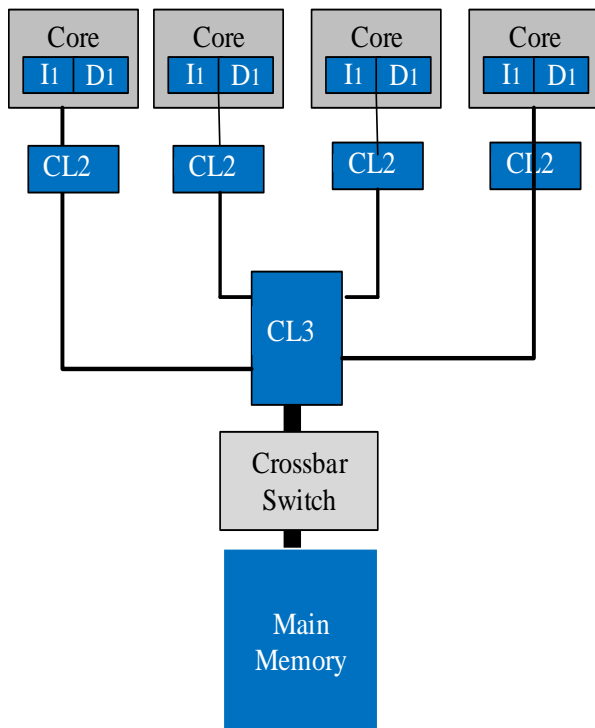 Core Core Core Core
I1 D1 I1 D1 I1 D1 I1 D1
CL2 CL2 CL2 CL2
CL3
Crossbar
Switch
Main
Memory